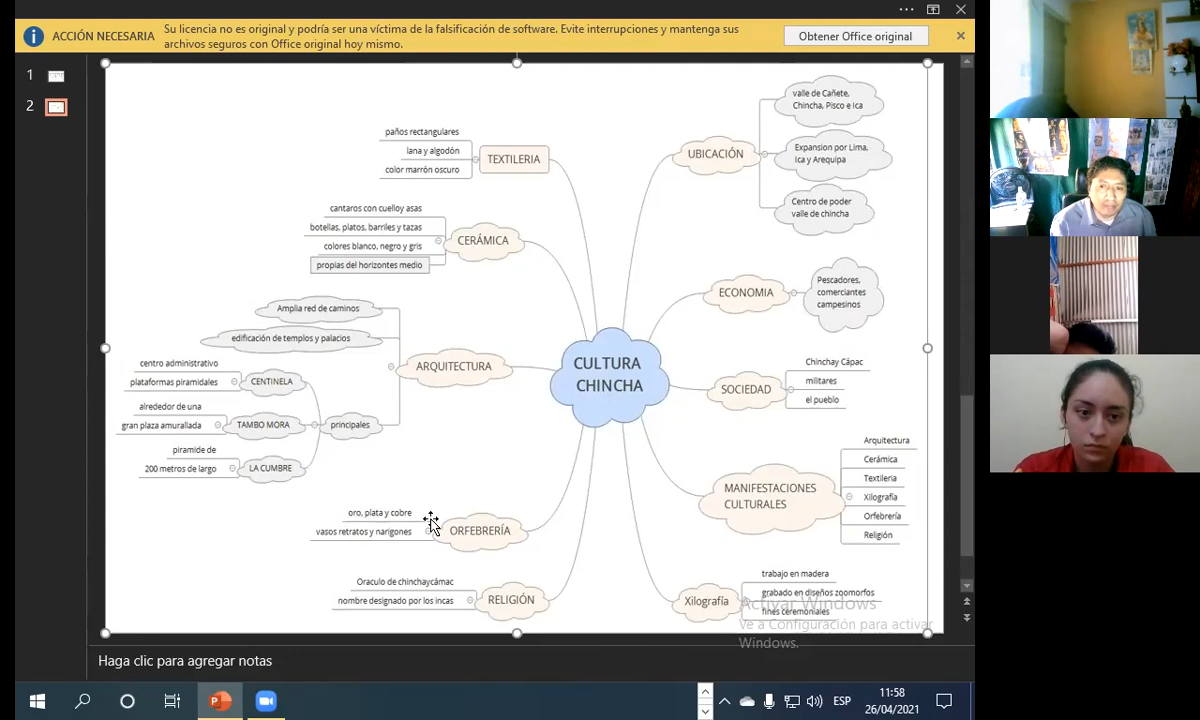 ACCIÓN NECESARIA
Su licencia no es original y podría ser una víctima de la falsificación de software. Evite interrupciones y mantenga sus
archivos seguros con Office original hoy mismo.
Obtener Office original
1
2
CULTURA
CHINCHA
TEXTILERIA
paños rectangulares
lana y algodón
color marrón oscuro
CERÁMICA
cantaros con cuelloy asas
botellas, platos, barriles y tazas
colores blanco, negro y gris
propias del horizontes medio
ARQUITECTURA
Amplia red de caminos
edificación de templos y palacios
principales
CENTINELA
centro administrativo
plataformas piramidales
TAMBO MORA
alrededor de una
gran plaza amurallada
LA CUMBRE
piramide de
200 metros de largo
ORFEBRERÍA
oro, plata y cobre
vasos retratos y narigones
RELIGIÓN
Oraculo de chinchaycámac
nombre designado por los incas
UBICACIÓN
valle de Cañete,
Chincha, Pisco e Ica
Expansion por Lima,
Ica y Arequipa
Centro de poder
valle de chincha
ECONOMIA
Pescadores,
comerciantes
campesinos
SOCIEDAD
Chinchay Cápac
militares
el pueblo
MANIFESTACIONES
CULTURALES
Arquitectura
Cerámica
Textileria
Xilografía
Orfebrería
Religión
Xilografía
trabajo en madera
grabado en diseños zoomorfos
fines ceremoniales
Activar Windows
Ve a Configuración para activar
Windows.
Haga clic para agregar notas
ESP
11:58
26/04/2021